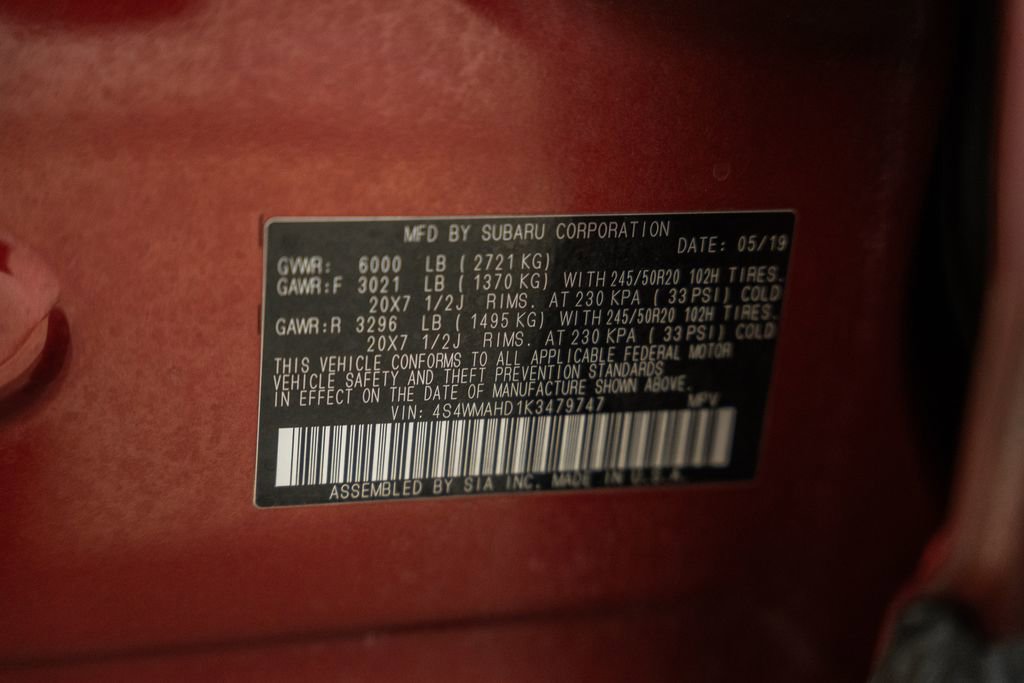 MFD BY SUBARU CORPORATION
DATE: 05/19
GVWR: 6000 LB (2721 KG)
GAWR:F 3021 LB (1370 KG) WITH 245/50R20 102H TIRES.
20X7 1/2J RIMS. AT 230 KPA (33 PSI) COLD
GAWR:R 3296 LB (1495 KG) WITH 245/50R20 102H TIRES.
20X7 1/2J RIMS. AT 230 KPA (33 PSI) COLD
THIS VEHICLE CONFORMS TO ALL APPLICABLE FEDERAL MOTOR
VEHICLE SAFETY AND THEFT PREVENTION STANDARDS
IN EFFECT ON THE DATE OF MANUFACTURE SHOWN ABOVE.
VIN: 4S4WMAHD1K3479747 MPV
ASSEMBLED BY SIA INC. MADE IN U.S.A.